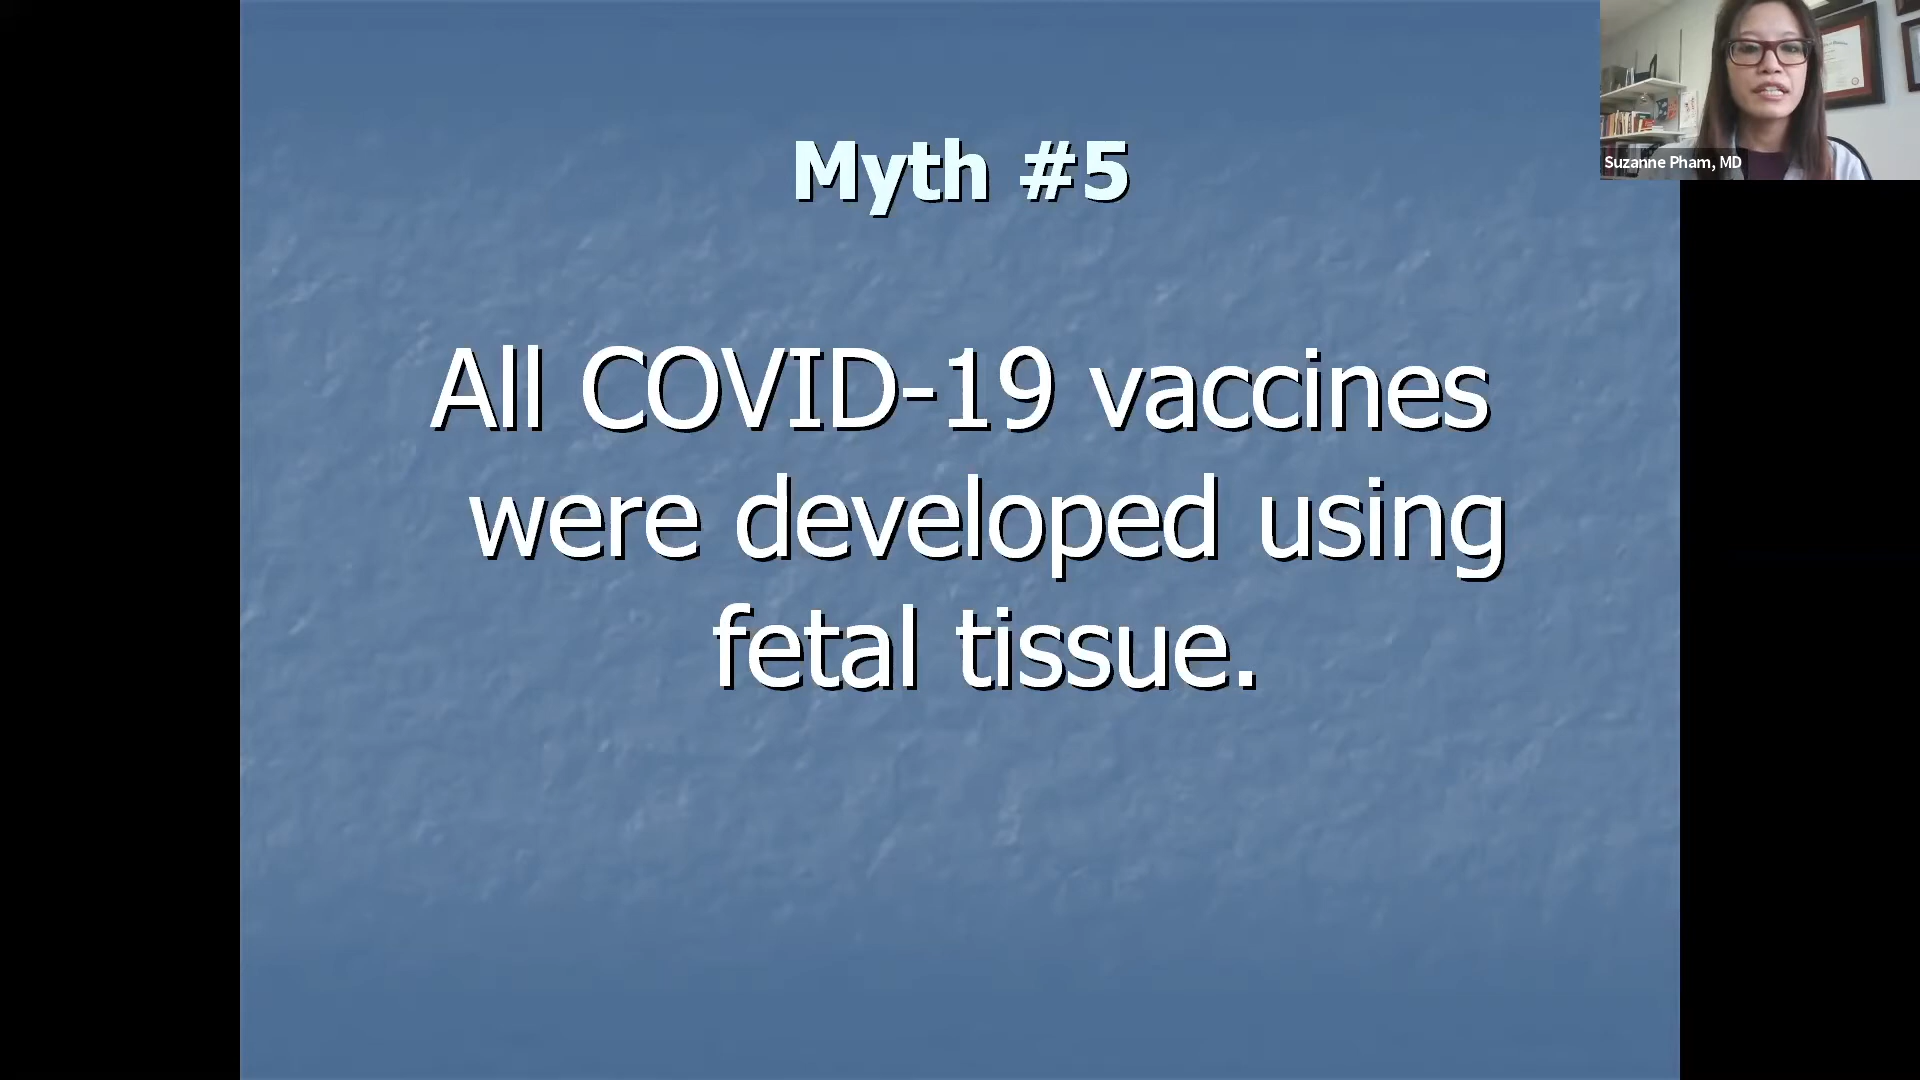 Myth #5
All COVID-19 vaccines
were developed using
fetal tissue.
Suzanne Pham, MD